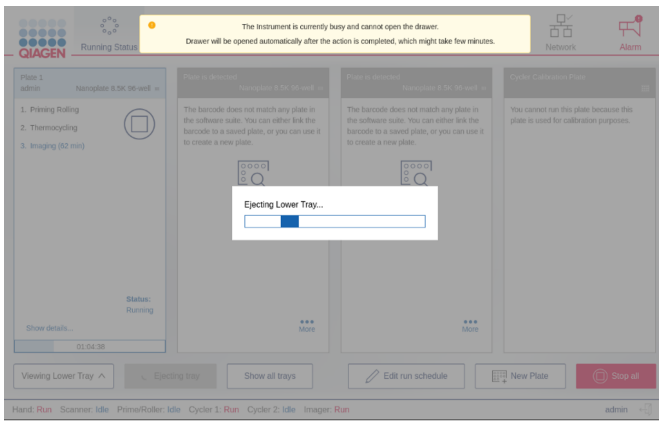 The Instrument is currently busy and cannot open the drawer.
Drawer will be opened automatically after the action is completed, which might take few minutes.
QIAGEN
Running Status
Network
Alarm
Plate 1
admin
Nanoplate 8.5K 96-well
Plate is detected
Nanoplate 8.5K 96-well
Plate is detected
Nanoplate 8.5K 96-well
Cycler Calibration Plate
1. Priming Rolling
2. Thermocycling
3. Imaging (82 min)
The barcode does not match any plate in
the software suite. You can either link the
barcode to a saved plate, or you can use it
to create a new plate.
The barcode does not match any plate in
the software suite. You can either link the
barcode to a saved plate, or you can use it
to create a new plate.
You cannot run this plate because this
plate is used for calibration purposes.
Ejecting Lower Tray...
Status:
Running
Show details...
More
More
01:04:38
Viewing Lower Tray
Ejecting tray
Show all trays
Edit run schedule
New Plate
Stop all
Hand: Run Scanner: Idle Prime/Roller: Idle Cycler 1: Run Cycler 2: Idle Imager: Run
admin